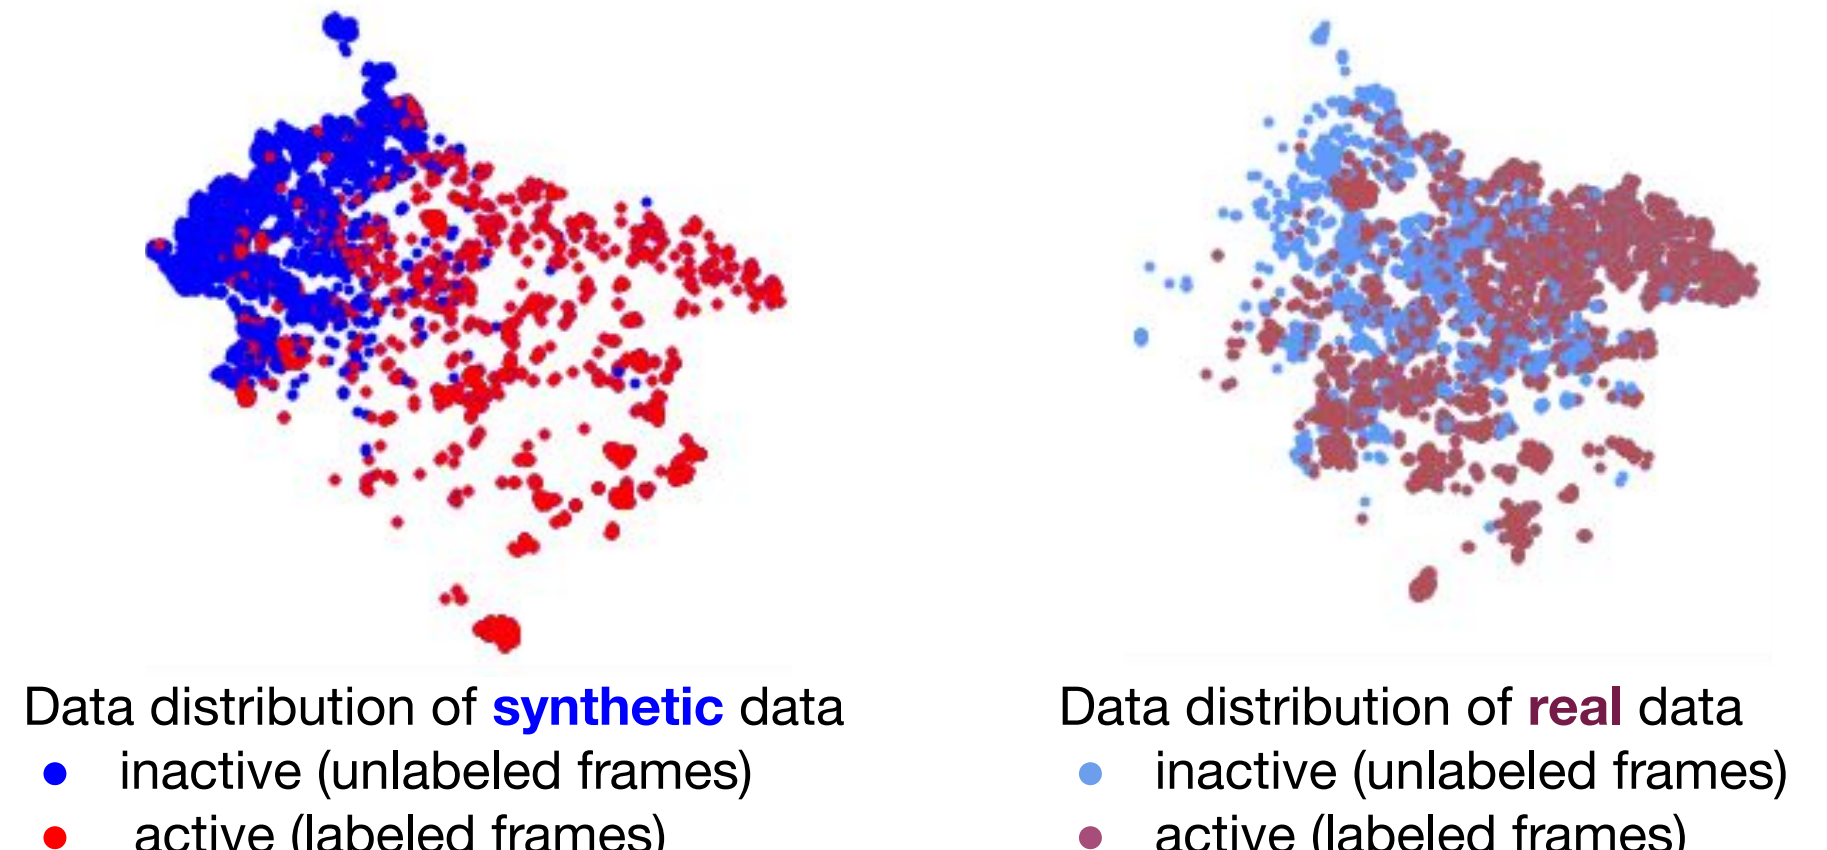 Data distribution of synthetic data
inactive (unlabeled frames)
active (labeled frames)
Data distribution of real data
inactive (unlabeled frames)
active (labeled frames)